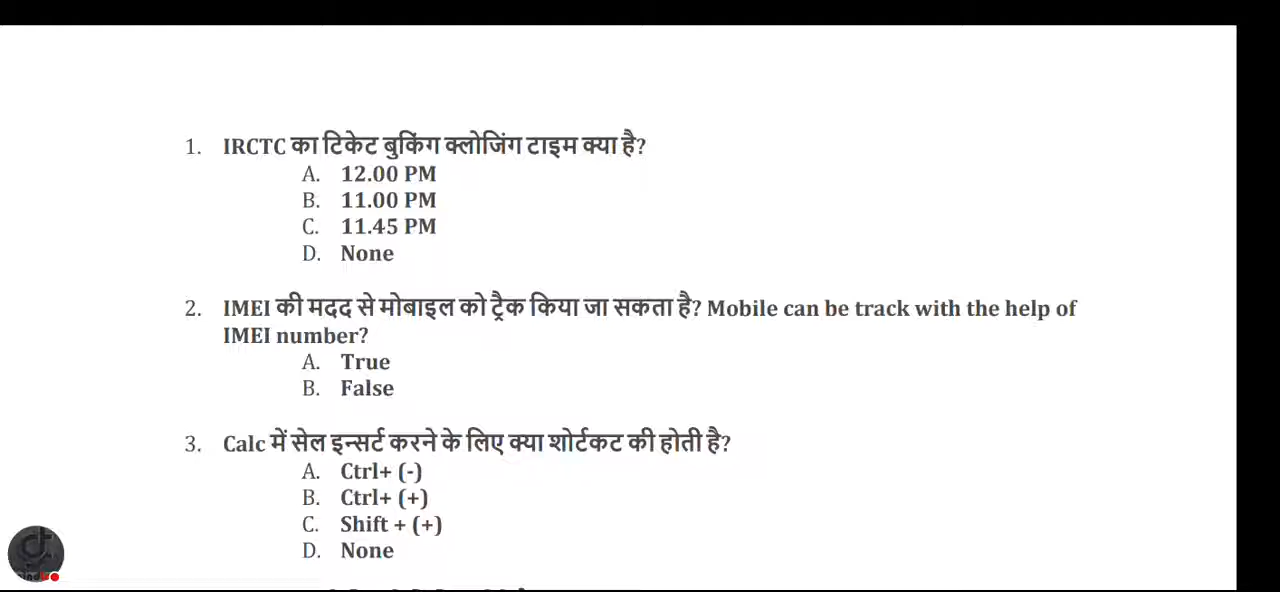 1. IRCTC का टिकेट बुकिंग क्लोजिंग टाइम क्या है?
A. 12.00 PM
B. 11.00 PM
C. 11.45 PM
D. None
2. IMEI की मदद से मोबाइल को ट्रैक किया जा सकता है? Mobile can be track with the help of
IMEI number?
A. True
B. False
3. Calc में सेल इन्सर्ट करने के लिए क्या शोर्टकट की होती है?
A. Ctrl+ (-)
B. Ctrl+ (+)
C. Shift + (+)
D. None